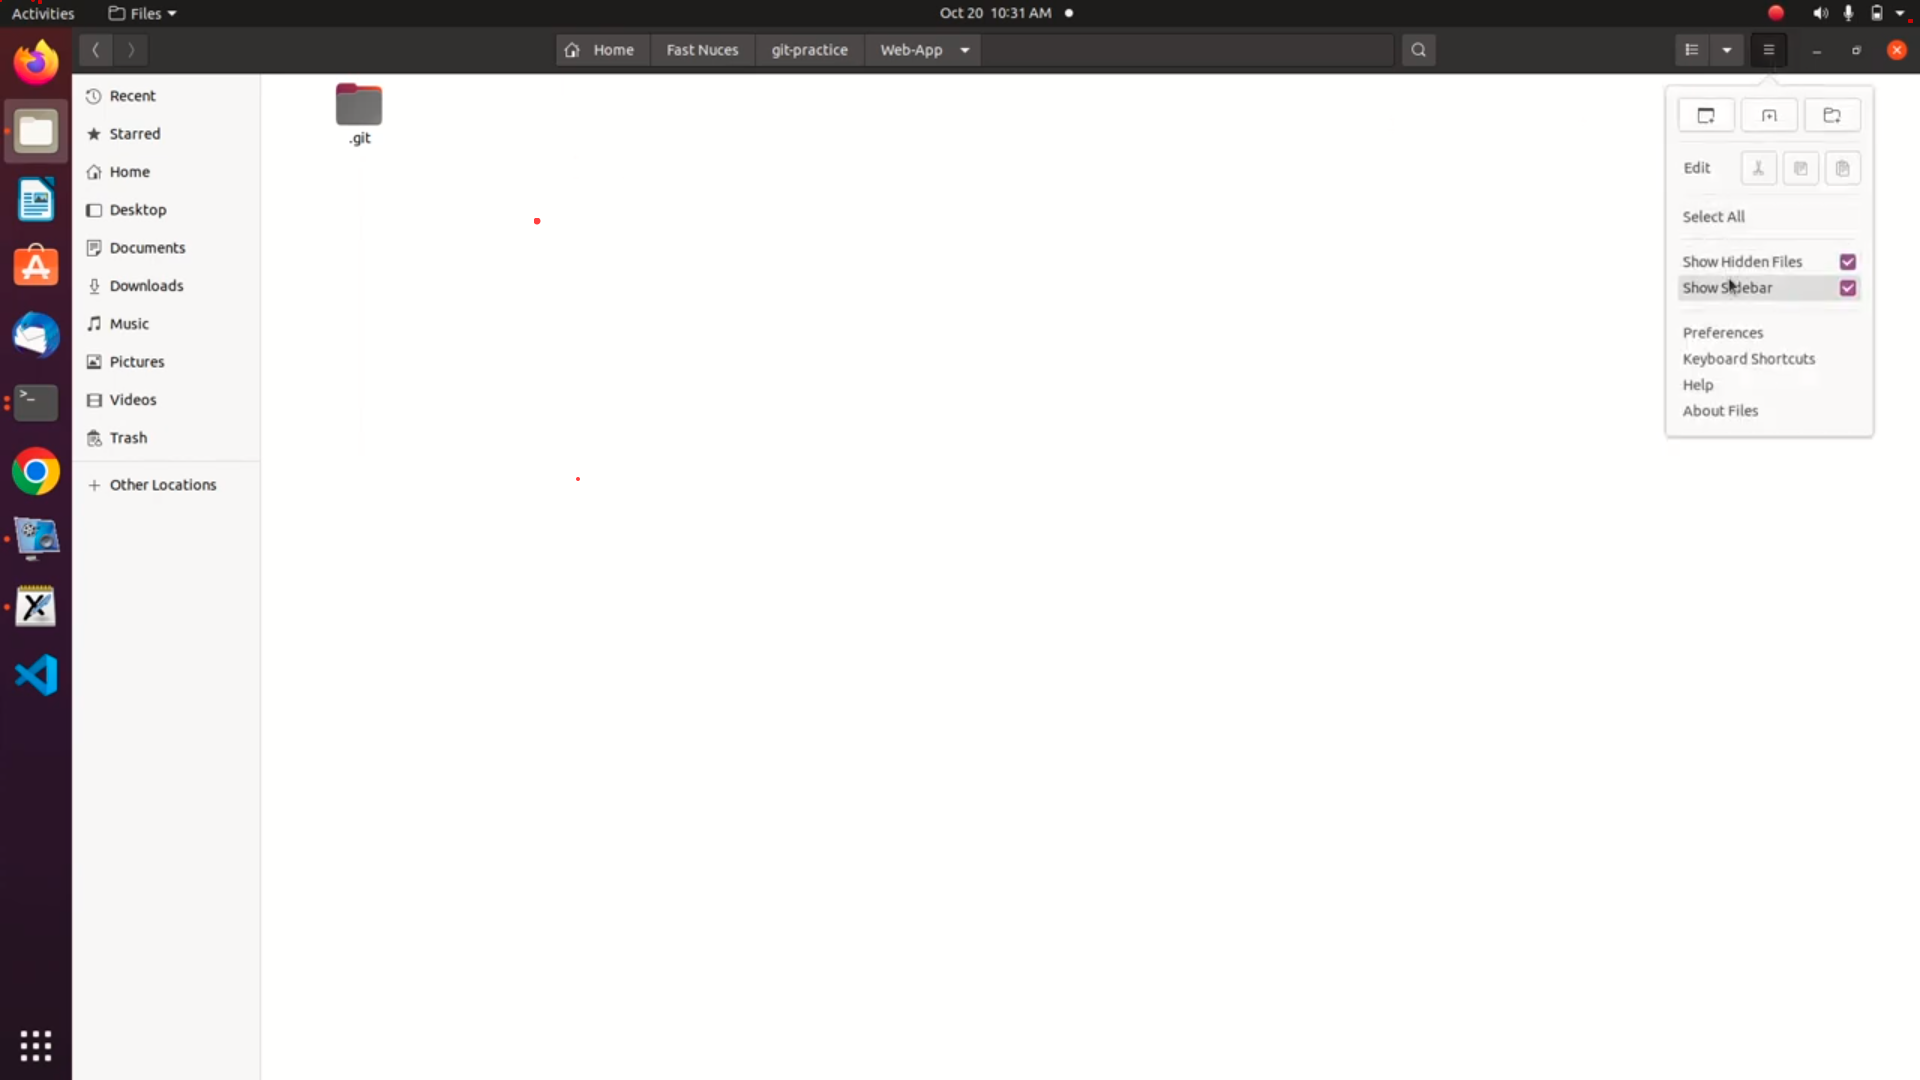 Activities
Files
Oct 20 10:31 AM
Home
Fast Nuces
git-practice
Web-App
Recent
Starred
Home
Desktop
Documents
Downloads
Music
Pictures
Videos
Trash
+ Other Locations
.git
Edit
Select All
Show Hidden Files
Show Sidebar
Preferences
Keyboard Shortcuts
Help
About Files